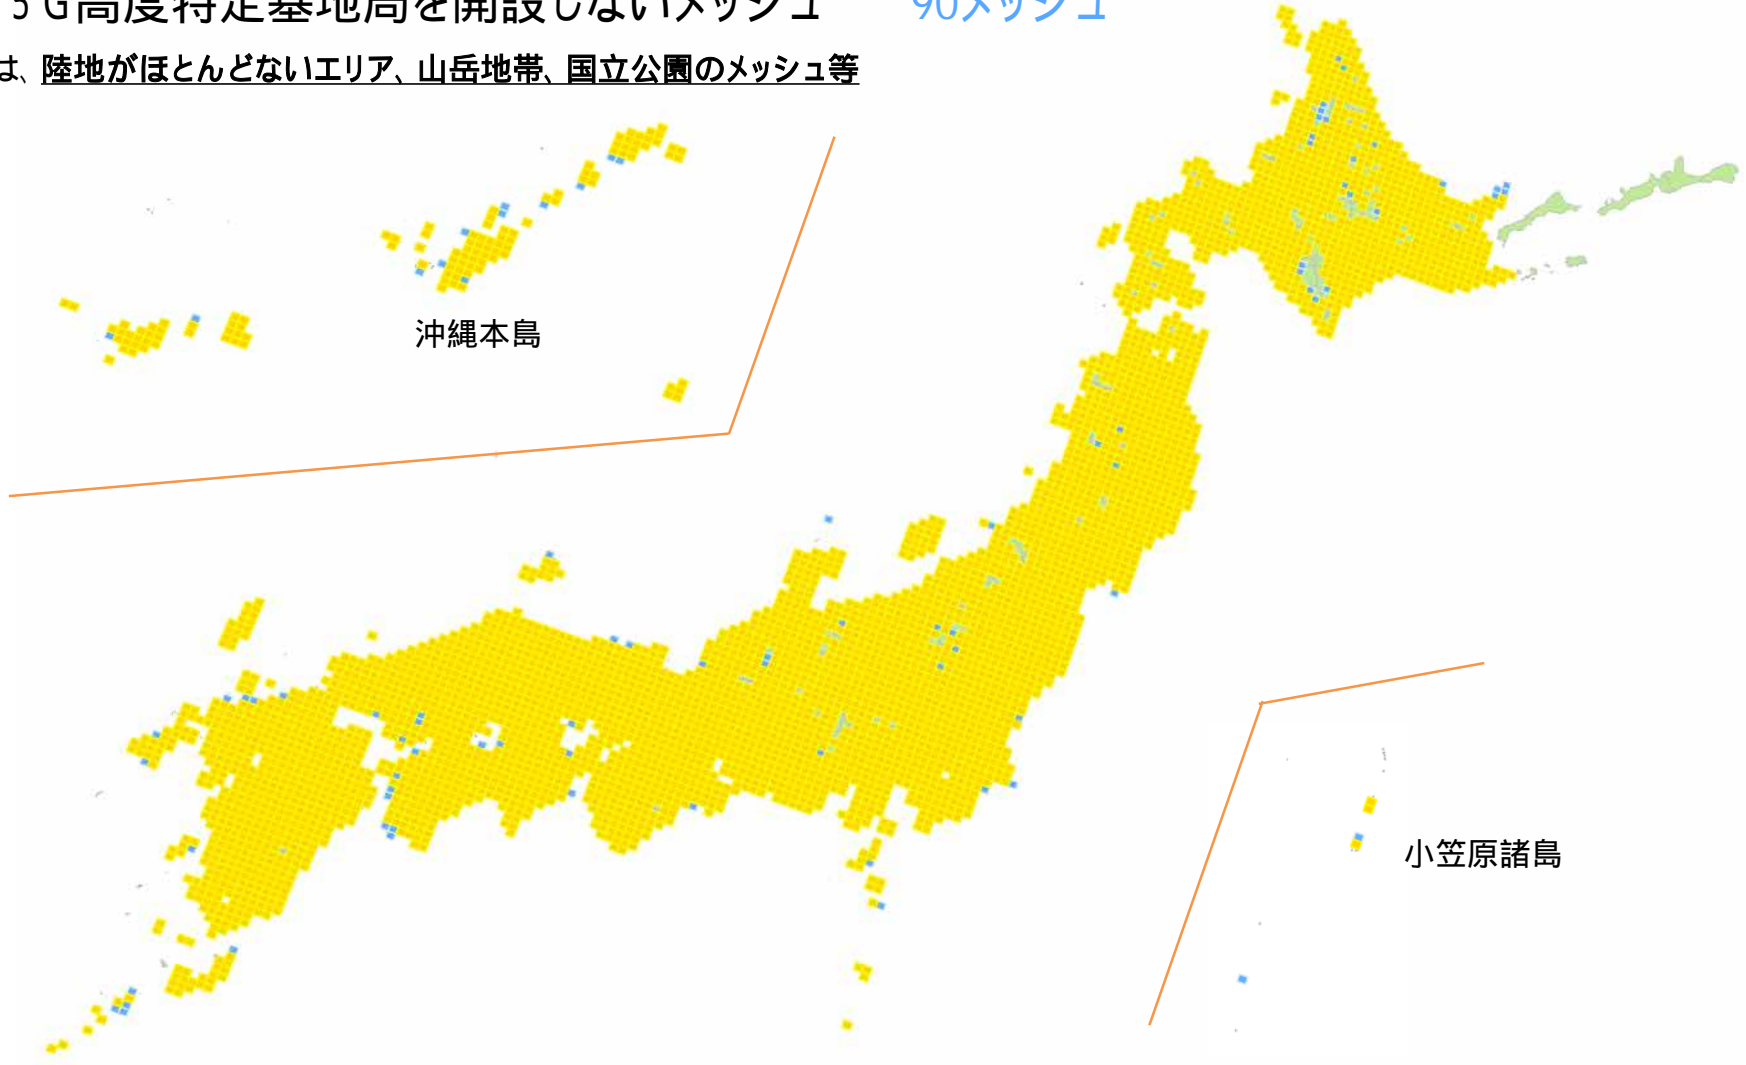 5G高度特定基地局を開設しないメッシュ 90メッシュ
は、陸地がほとんどないエリア、山岳地帯、国立公園のメッシュ等
沖縄本島
小笠原諸島